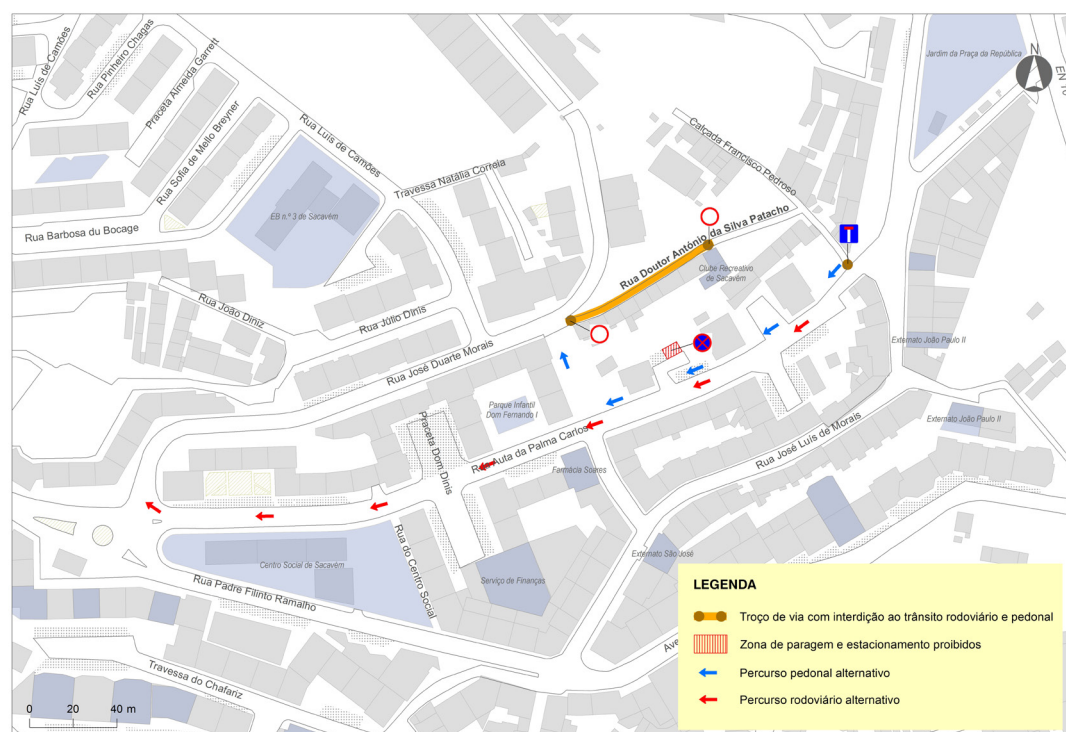 Rua Luís de Camões
Rua Pinheiro Chagas
Praceta Almeida Garrett
Rua Sofia de Mello Breyner
Rua Luís de Camões
Jardim da Praça da República
N
EN 10
Calçada Francisco Pedroso
Travessa Natália Correia
EB n.º 3 de Sacavém
Rua Barbosa du Bocage
Rua Doutor António da Silva Patacho
Clube Recreativo
de Sacavém
Rua João Diniz
Rua Júlio Dinis
Rua José Duarte Morais
Externato João Paulo II
Parque Infantil
Dom Fernando I
Praceta Dom Dinis
Rua Auta da Palma Carlos
Farmácia Soares
Rua José Luís de Morais
Externato João Paulo II
Rua do Centro Social
Centro Social de Sacavém
Serviço de Finanças
Externato São José
Rua Padre Filinto Ramalho
Travessa do Chafariz
Ave
0 20 40 m
LEGENDA
Troço de via com interdição ao trânsito rodoviário e pedonal
Zona de paragem e estacionamento proibidos
Percurso pedonal alternativo
Percurso rodoviário alternativo